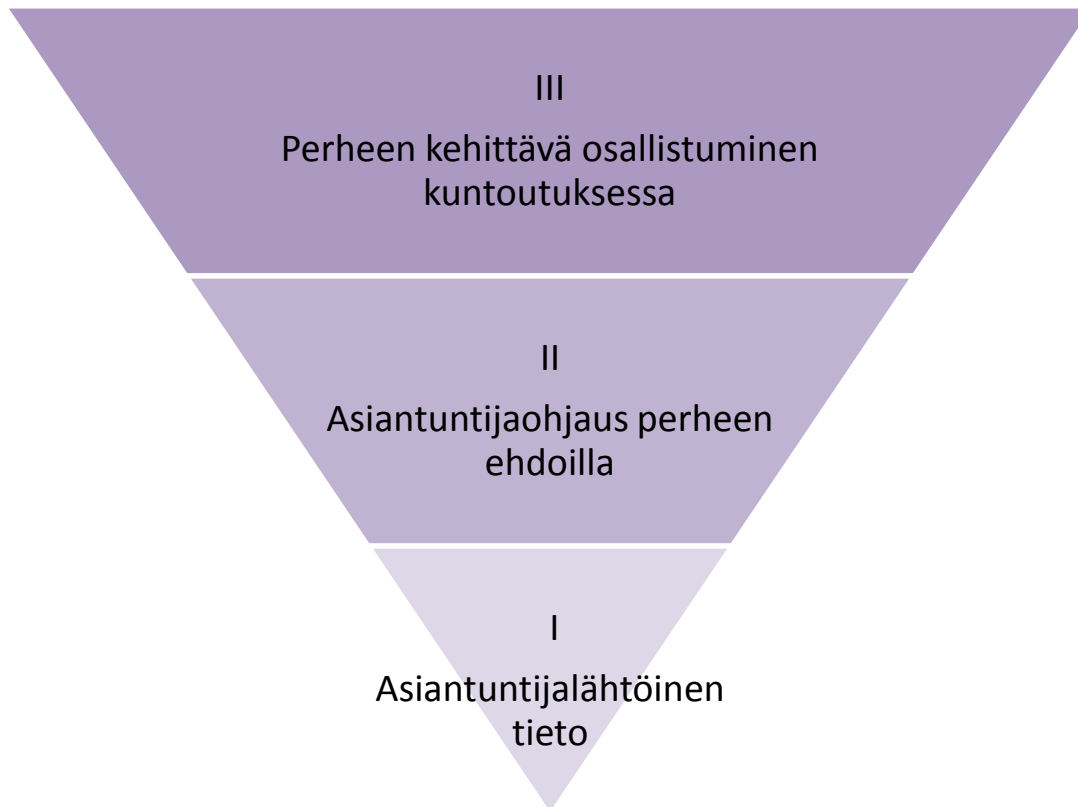 III
Perheen kehittävä osallistuminen
kuntoutuksessa
II
Asiantuntijaohjaus perheen
ehdoilla
I
Asiantuntijalähtöinen
tieto